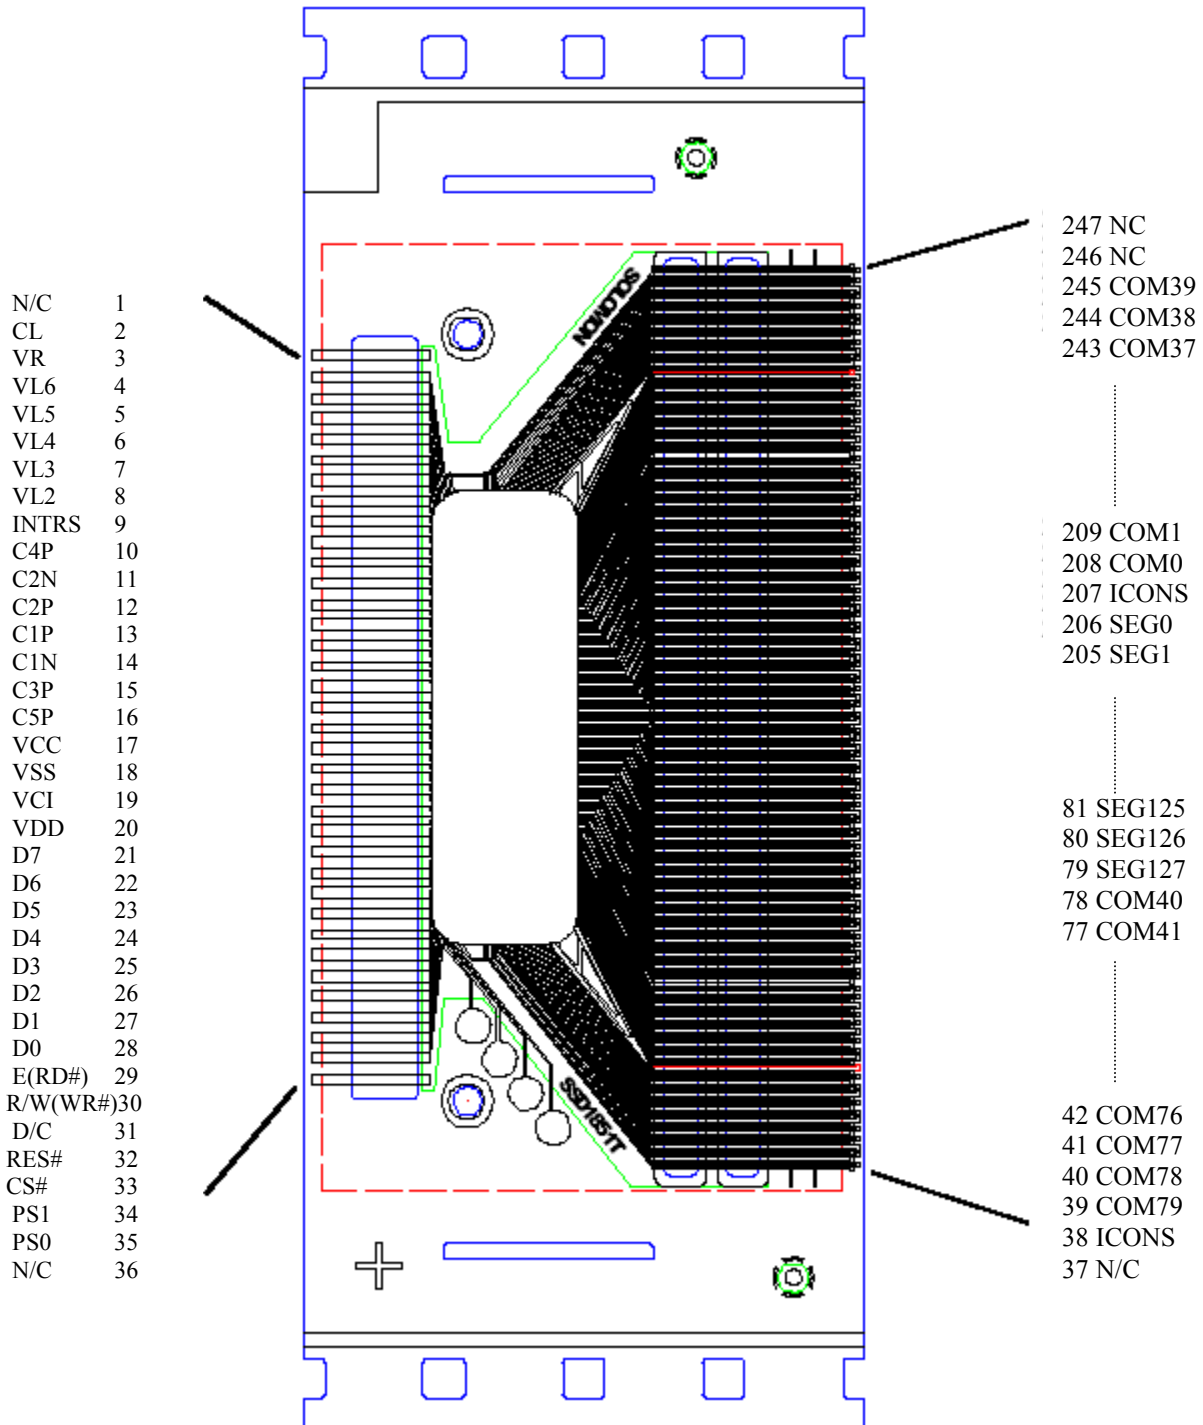 N/C 1
CL 2
VR 3
VL6 4
VL5 5
VL4 6
VL3 7
VL2 8
INTRS 9
C4P 10
C2N 11
C2P 12
C1P 13
C1N 14
C3P 15
C5P 16
VCC 17
VSS 18
VCI 19
VDD 20
D7 21
D6 22
D5 23
D4 24
D3 25
D2 26
D1 27
D0 28
E(RD#) 29
R/W(WR#)30
D/C 31
RES# 32
CS# 33
PS1 34
PS0 35
N/C 36
SOLOMON
SSD1851T
247 NC
246 NC
245 COM39
244 COM38
243 COM37
209 COM1
208 COM0
207 ICONS
206 SEG0
205 SEG1
81 SEG125
80 SEG126
79 SEG127
78 COM40
77 COM41
42 COM76
41 COM77
40 COM78
39 COM79
38 ICONS
37 N/C